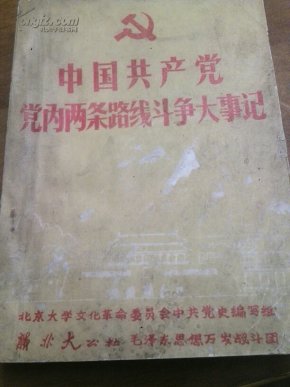 中国共产党
党内两条路线斗争大事记
北京大学文化革命委员会中共党史编写组
新北大公社 毛泽东思想万岁战斗团